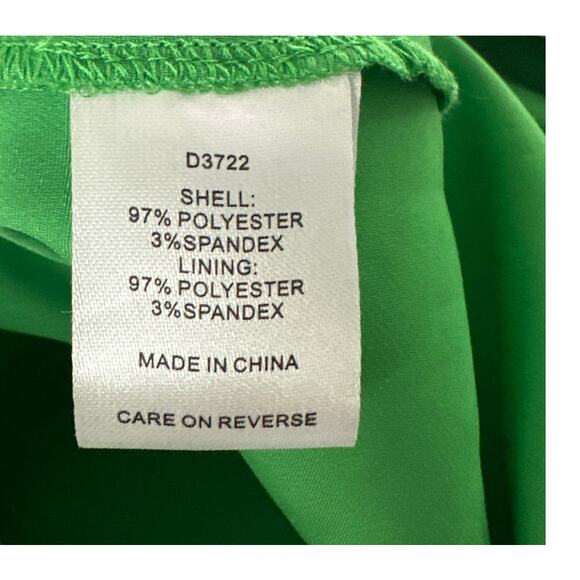 D3722
SHELL:
97% POLYESTER
3%SPANDEX
LINING:
97% POLYESTER
3%SPANDEX
MADE IN CHINA
CARE ON REVERSE